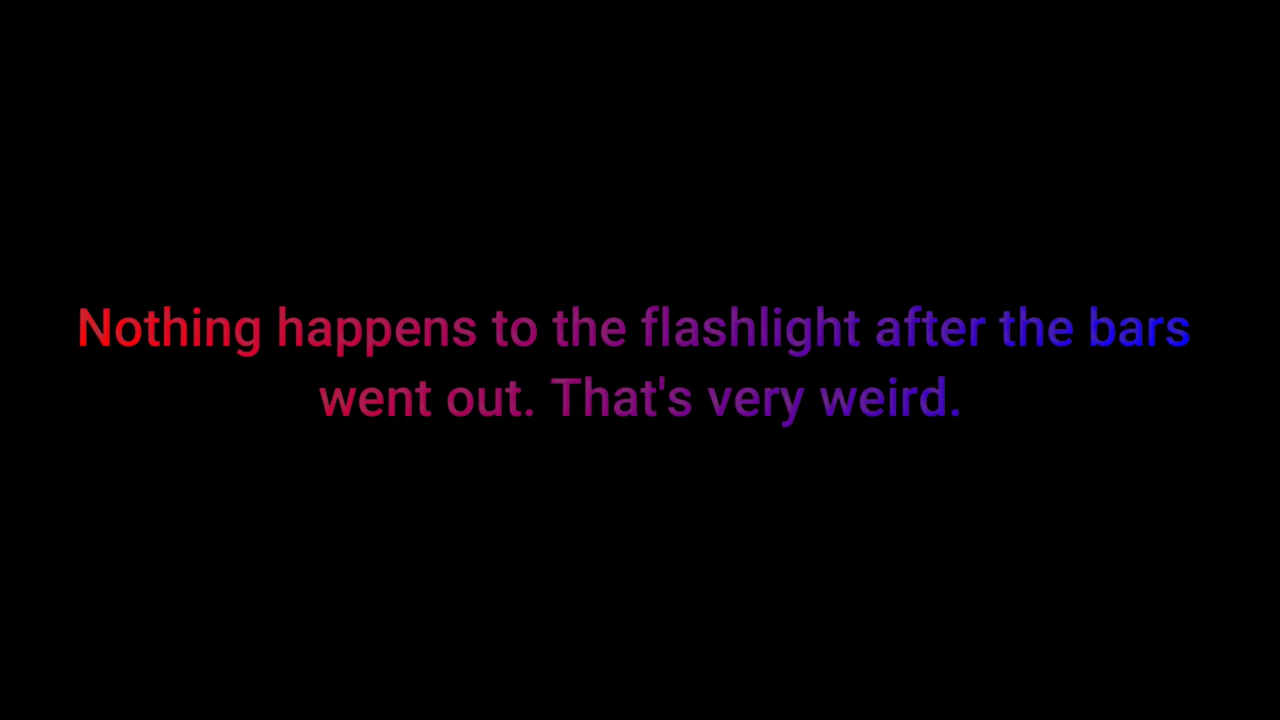 Nothing happens to the flashlight after the bars
went out. That's very weird.